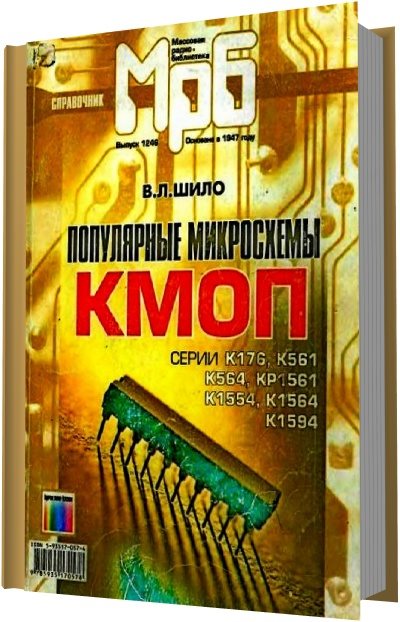 Массовая
радио-
библиотека
СПРАВОЧНИК
МРБ
Выпуск 1246
Основана в 1947 году
В.Л.ШИЛО
ПОПУЛЯРНЫЕ МИКРОСХЕМЫ
КМОП
СЕРИИ К176, К561
К564, КР1561
К1554, К1564
К1594